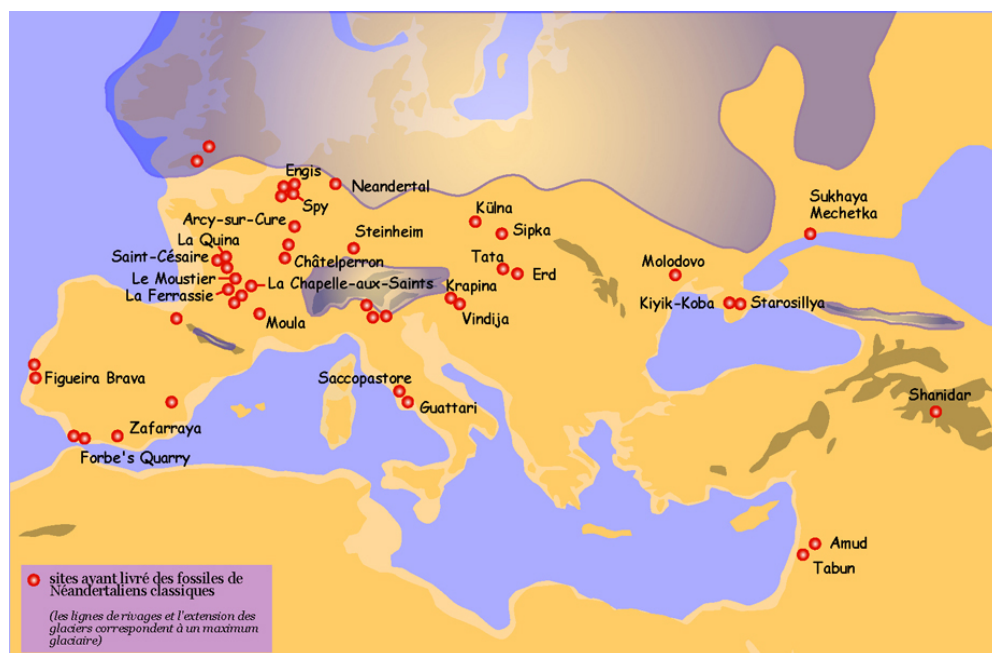 Engis
Neandertal
Spy
Arcy-sur-Cure
Külna
Sukhaya
Mechetka
Sipka
La Quina
Steinheim
Saint-Césaire
Châtelperron
Tata
Molodovo
Erd
Le Moustier
La Chapelle-aux-Saints
Krapina
La Ferrassie
Kiyik-Koba
Starosillya
Moula
Vindija
Figueira Brava
Saccopastore
Shanidar
Guattari
Zafarraya
Forbe's Quarry
Amud
Tabun
sites ayant livré des fossiles de
Néandertaliens classiques
(les lignes de rivages et l'extension des
glaciers correspondent à un maximum
glaciaire)